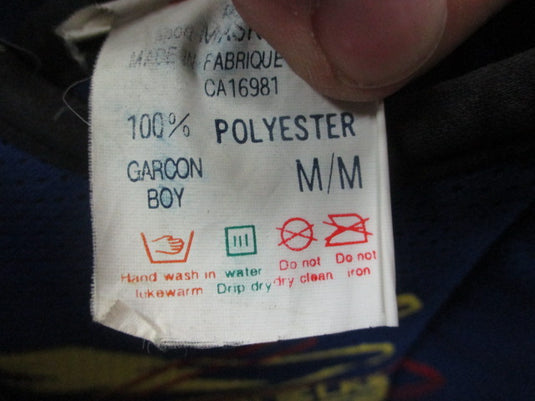 MADE IN FABRIQUE
CA16981
100% POLYESTER
GARCON M/M
BOY
Hand wash in water Do not Do not
lukewarm Drip dry dry clean iron